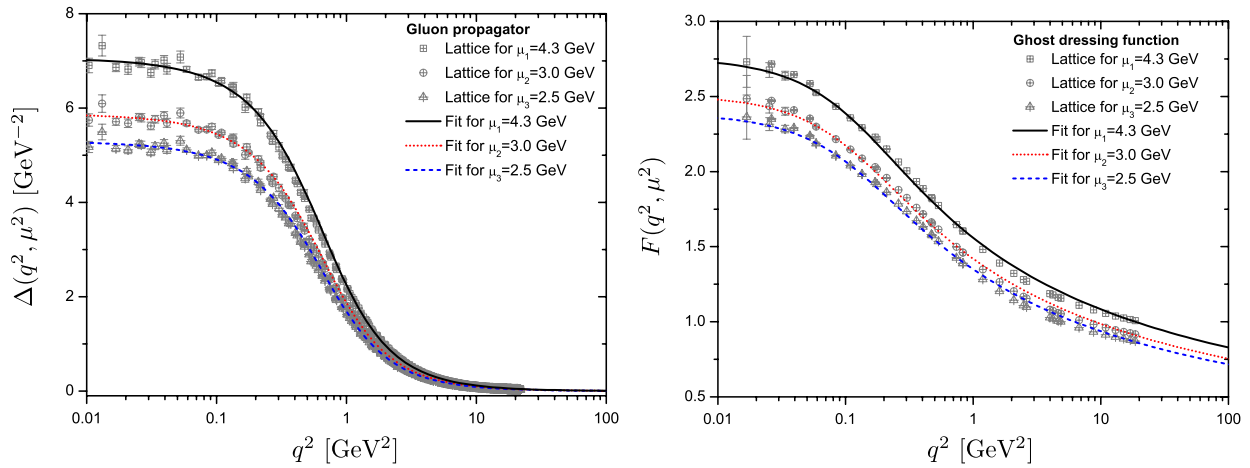 Gluon propagator
Lattice for μ₁=4.3 GeV
Lattice for μ₂=3.0 GeV
Lattice for μ₃=2.5 GeV
Fit for μ₁=4.3 GeV
Fit for μ₂=3.0 GeV
Fit for μ₃=2.5 GeV
Δ(q², μ²) [GeV⁻²]
8
6
4
2
0
0.01
0.1
1
10
100
q² [GeV²]
Ghost dressing function
Lattice for μ₁=4.3 GeV
Lattice for μ₂=3.0 GeV
Lattice for μ₃=2.5 GeV
Fit for μ₁=4.3 GeV
Fit for μ₂=3.0 GeV
Fit for μ₃=2.5 GeV
F(q², μ²)
3.0
2.5
2.0
1.5
1.0
0.5
0.01
0.1
1
10
100
q² [GeV²]